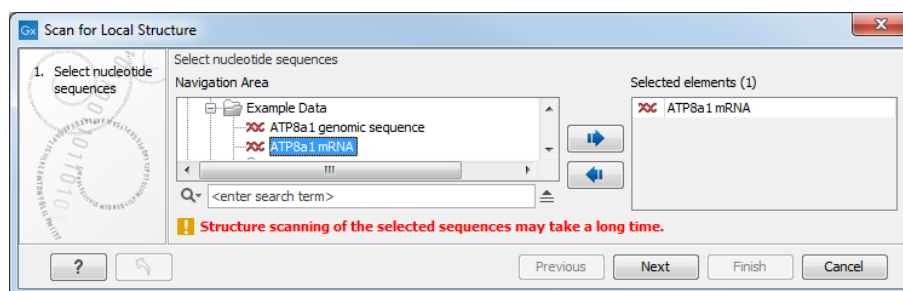 Gx Scan for Local Structure
X
1. Select nucleotide
sequences
Select nucleotide sequences
Navigation Area
Example Data
ATP8a1 genomic sequence
ATP8a1 mRNA
<enter search term>
Structure scanning of the selected sequences may take a long time.
Selected elements (1)
ATP8a1 mRNA
?
Previous
Next
Finish
Cancel